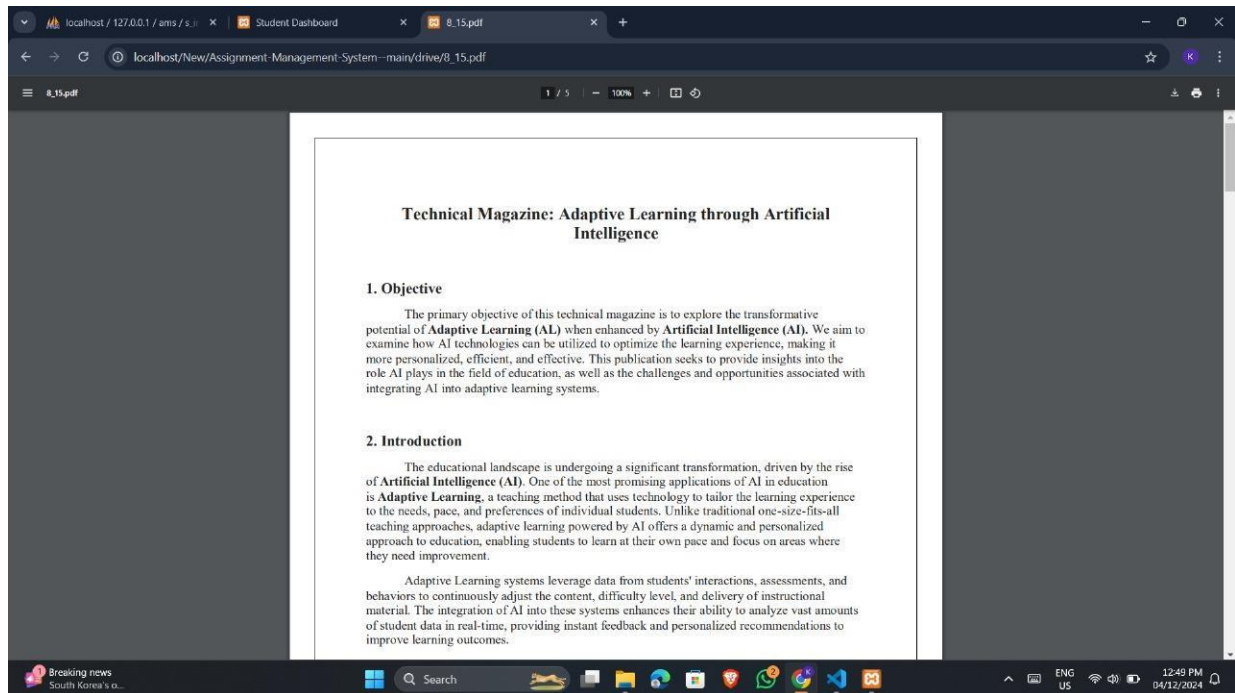 localhost / 127.0.0.1 / ams / s_i
Student Dashboard
8_15.pdf
localhost/New/Assignment-Management-System--main/drive/8_15.pdf
K
8_15.pdf
1 / 5
100%
Technical Magazine: Adaptive Learning through Artificial
Intelligence
1. Objective
The primary objective of this technical magazine is to explore the transformative
potential of Adaptive Learning (AL) when enhanced by Artificial Intelligence (AI). We aim to
examine how AI technologies can be utilized to optimize the learning experience, making it
more personalized, efficient, and effective. This publication seeks to provide insights into the
role AI plays in the field of education, as well as the challenges and opportunities associated with
integrating AI into adaptive learning systems.
2. Introduction
The educational landscape is undergoing a significant transformation, driven by the rise
of Artificial Intelligence (AI). One of the most promising applications of AI in education
is Adaptive Learning, a teaching method that uses technology to tailor the learning experience
to the needs, pace, and preferences of individual students. Unlike traditional one-size-fits-all
teaching approaches, adaptive learning powered by AI offers a dynamic and personalized
approach to education, enabling students to learn at their own pace and focus on areas where
they need improvement.
Adaptive Learning systems leverage data from students' interactions, assessments, and
behaviors to continuously adjust the content, difficulty level, and delivery of instructional
material. The integration of AI into these systems enhances their ability to analyze vast amounts
of student data in real-time, providing instant feedback and personalized recommendations to
improve learning outcomes.
1
Breaking news
South Korea's o...
Search
ENG
US
12:49 PM
04/12/2024